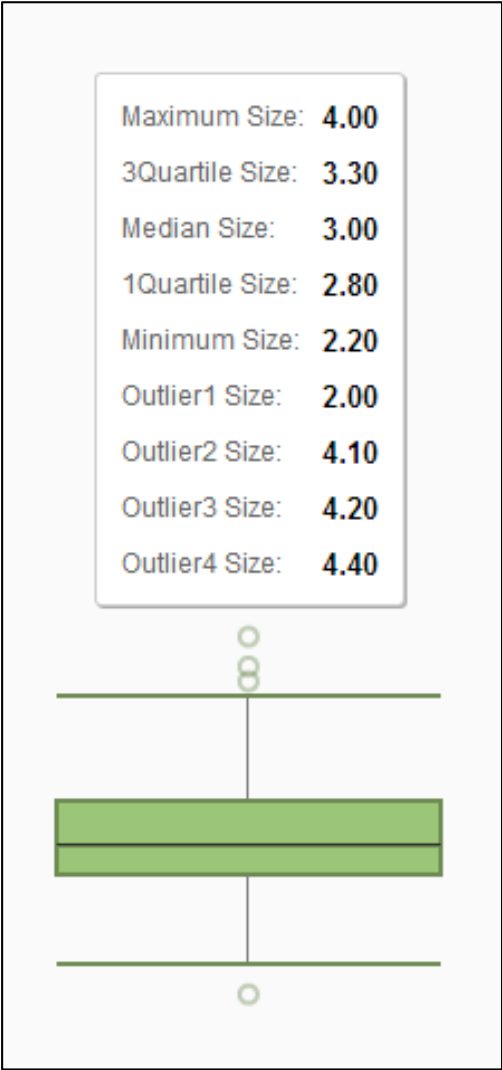 Maximum Size: 4.00
3Quartile Size: 3.30
Median Size: 3.00
1Quartile Size: 2.80
Minimum Size: 2.20
Outlier1 Size: 2.00
Outlier2 Size: 4.10
Outlier3 Size: 4.20
Outlier4 Size: 4.40